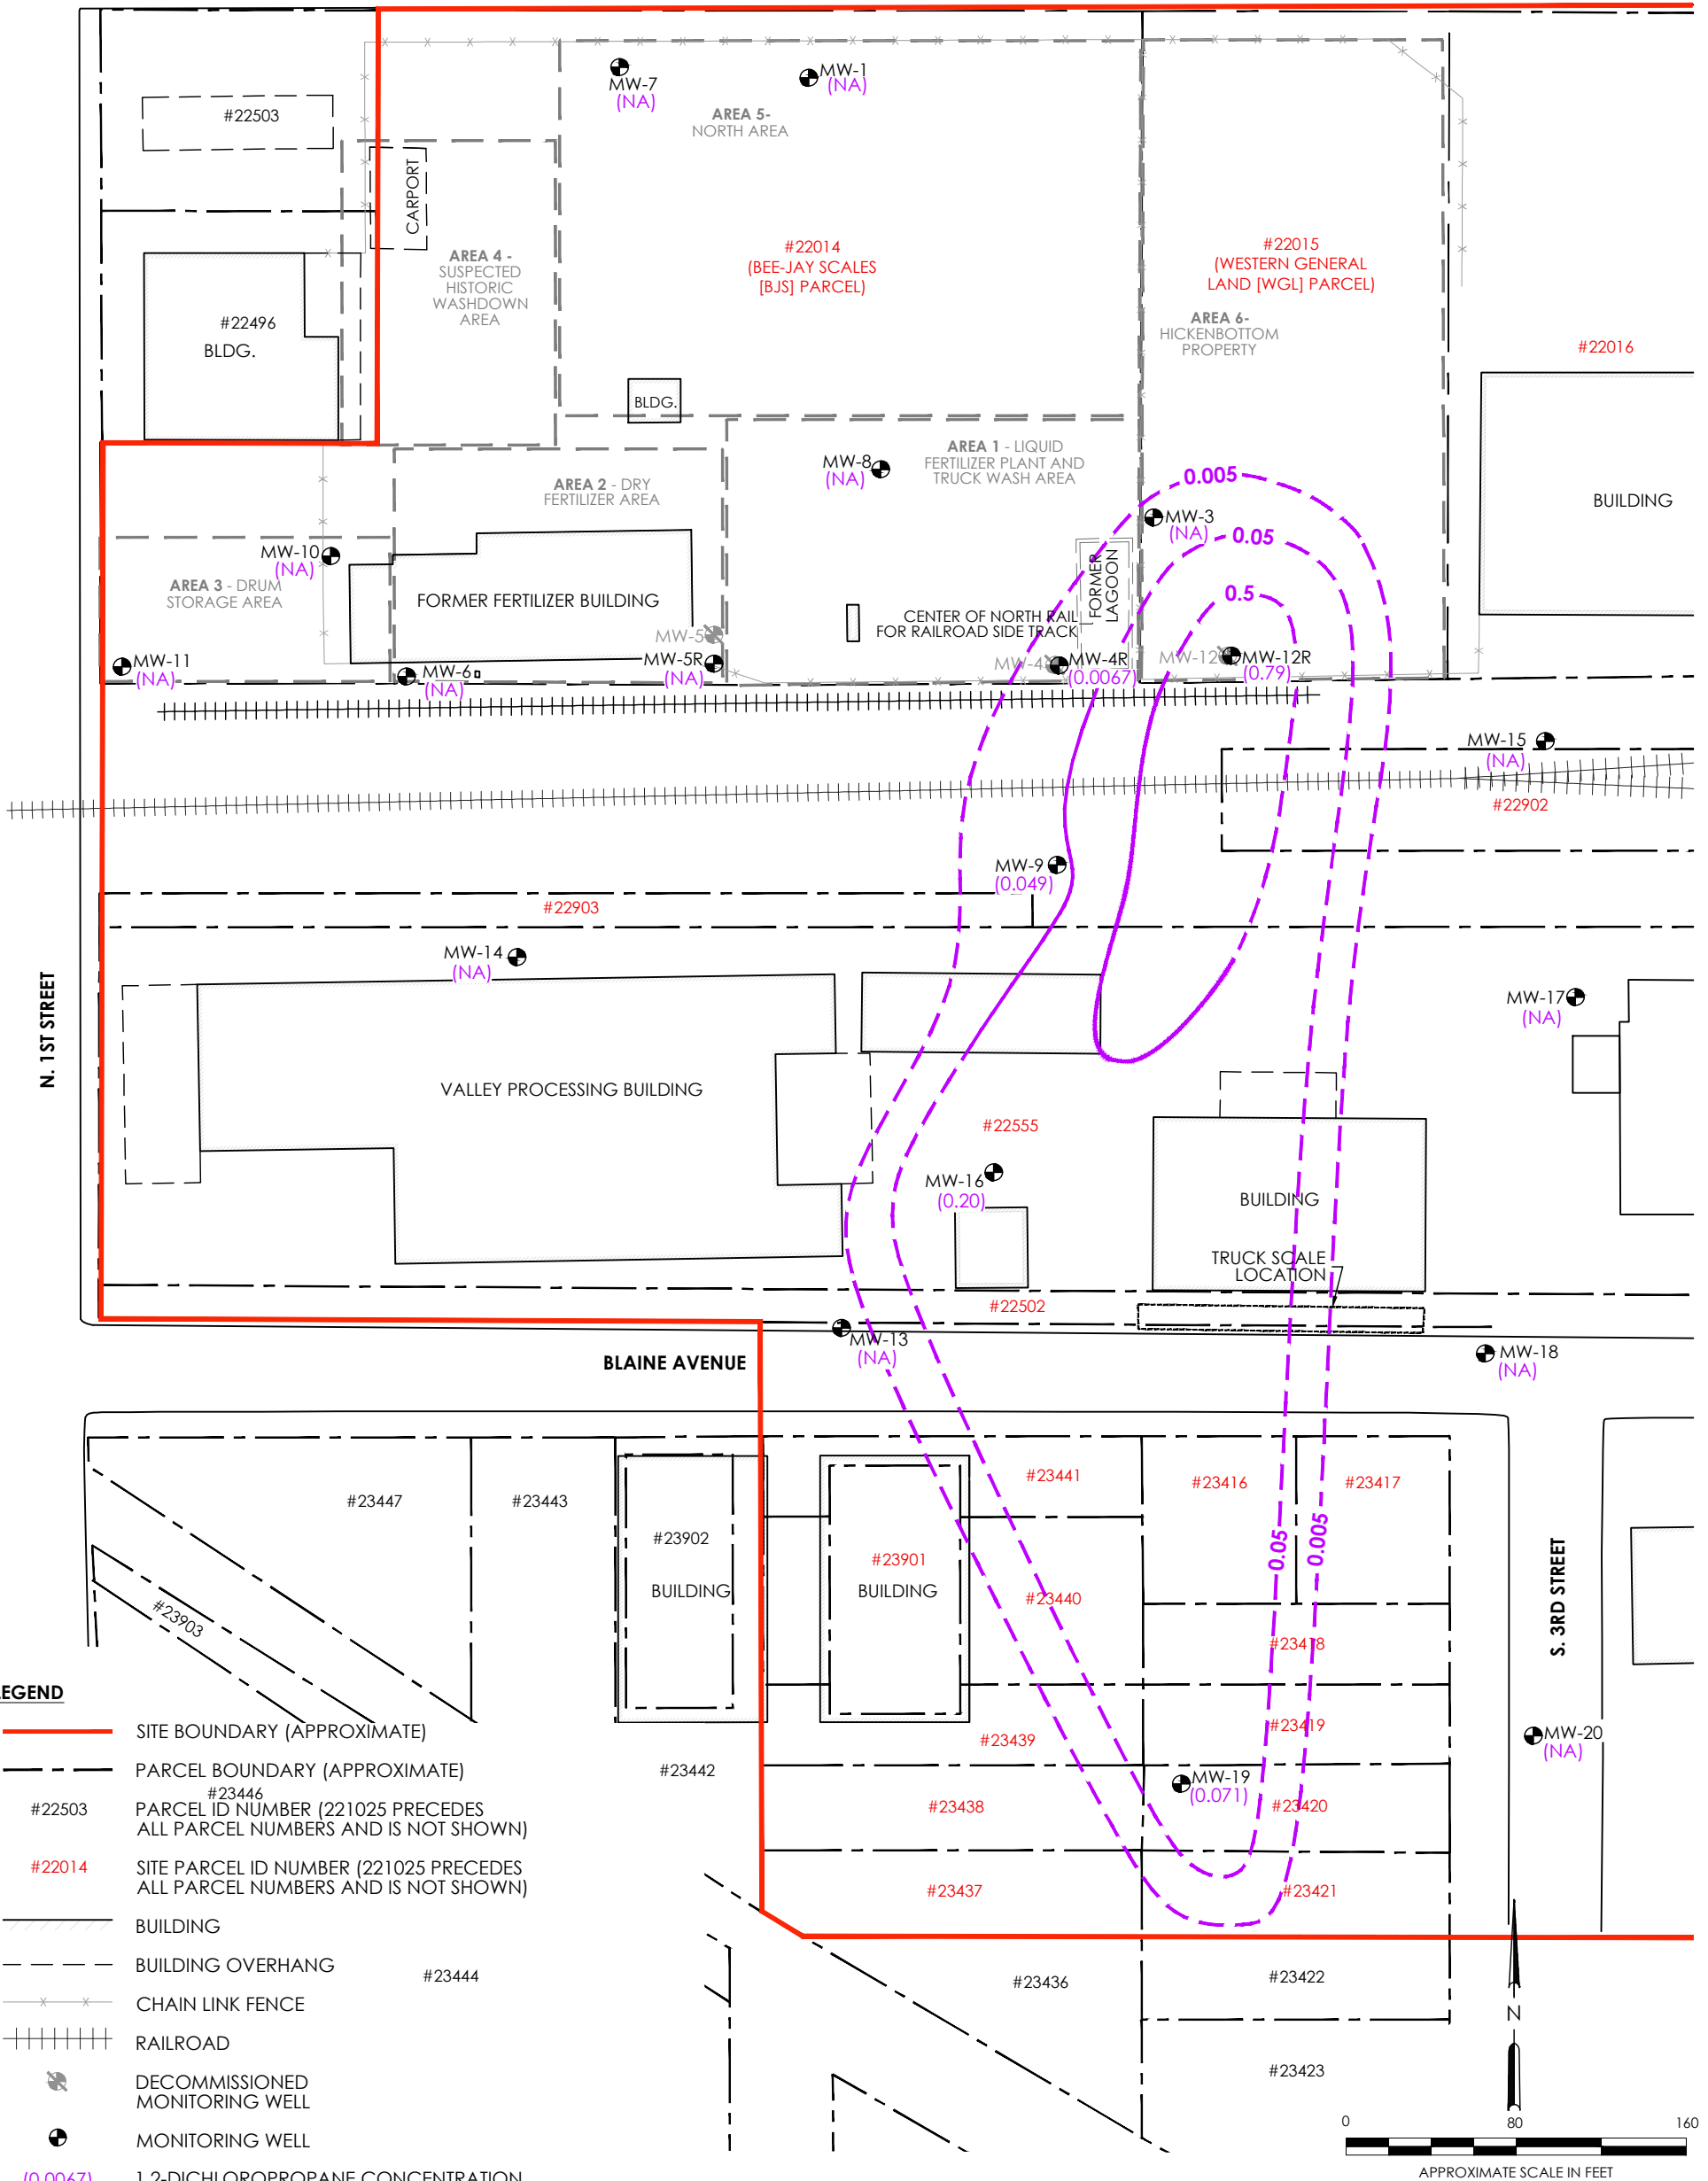 #22503
MW-7
(NA)
MW-1
(NA)
AREA 5-
NORTH AREA
CARPORT
AREA 4 -
SUSPECTED
HISTORIC
WASHDOWN
AREA
#22014
(BEE-JAY SCALES
[BJS] PARCEL)
#22015
(WESTERN GENERAL
LAND [WGL] PARCEL)
AREA 6-
HICKENBOTTOM
PROPERTY
#22496
BLDG.
#22016
BLDG.
AREA 1 - LIQUID
FERTILIZER PLANT AND
TRUCK WASH AREA
MW-8
(NA)
AREA 2 - DRY
FERTILIZER AREA
0.005
BUILDING
MW-3
(NA)
0.05
MW-10
(NA)
AREA 3 - DRUM
STORAGE AREA
FORMER FERTILIZER BUILDING
FORMER
LAGOON
0.5
CENTER OF NORTH RAIL
FOR RAILROAD SIDE TRACK
MW-5
MW-11
(NA)
MW-6
(NA)
MW-5R
(NA)
MW-4
MW-4R
(0.0067)
MW-12
MW-12R
(0.79)
MW-15
(NA)
#22902
MW-9
(0.049)
#22903
MW-14
(NA)
MW-17
(NA)
N. 1ST STREET
VALLEY PROCESSING BUILDING
#22555
MW-16
(0.20)
BUILDING
TRUCK SCALE
LOCATION
#22502
MW-13
(NA)
BLAINE AVENUE
MW-18
(NA)
#23447
#23443
#23441
#23416
#23417
#23902
BUILDING
#23901
BUILDING
#23440
0.05
0.005
S. 3RD STREET
#23903
#23418
#23419
#23439
MW-20
(NA)
#23442
MW-19
(0.071)
#23438
#23420
#23437
#23421
LEGEND
SITE BOUNDARY (APPROXIMATE)
PARCEL BOUNDARY (APPROXIMATE)
#23446
#22503 PARCEL ID NUMBER (221025 PRECEDES
ALL PARCEL NUMBERS AND IS NOT SHOWN)
#22014 SITE PARCEL ID NUMBER (221025 PRECEDES
ALL PARCEL NUMBERS AND IS NOT SHOWN)
BUILDING
BUILDING OVERHANG
#23444
CHAIN LINK FENCE
RAILROAD
DECOMMISSIONED
MONITORING WELL
MONITORING WELL
(0.0067) 1,2-DICHLOROPROPANE CONCENTRATION
#23436
#23422
#23423
N
0 80 160
APPROXIMATE SCALE IN FEET